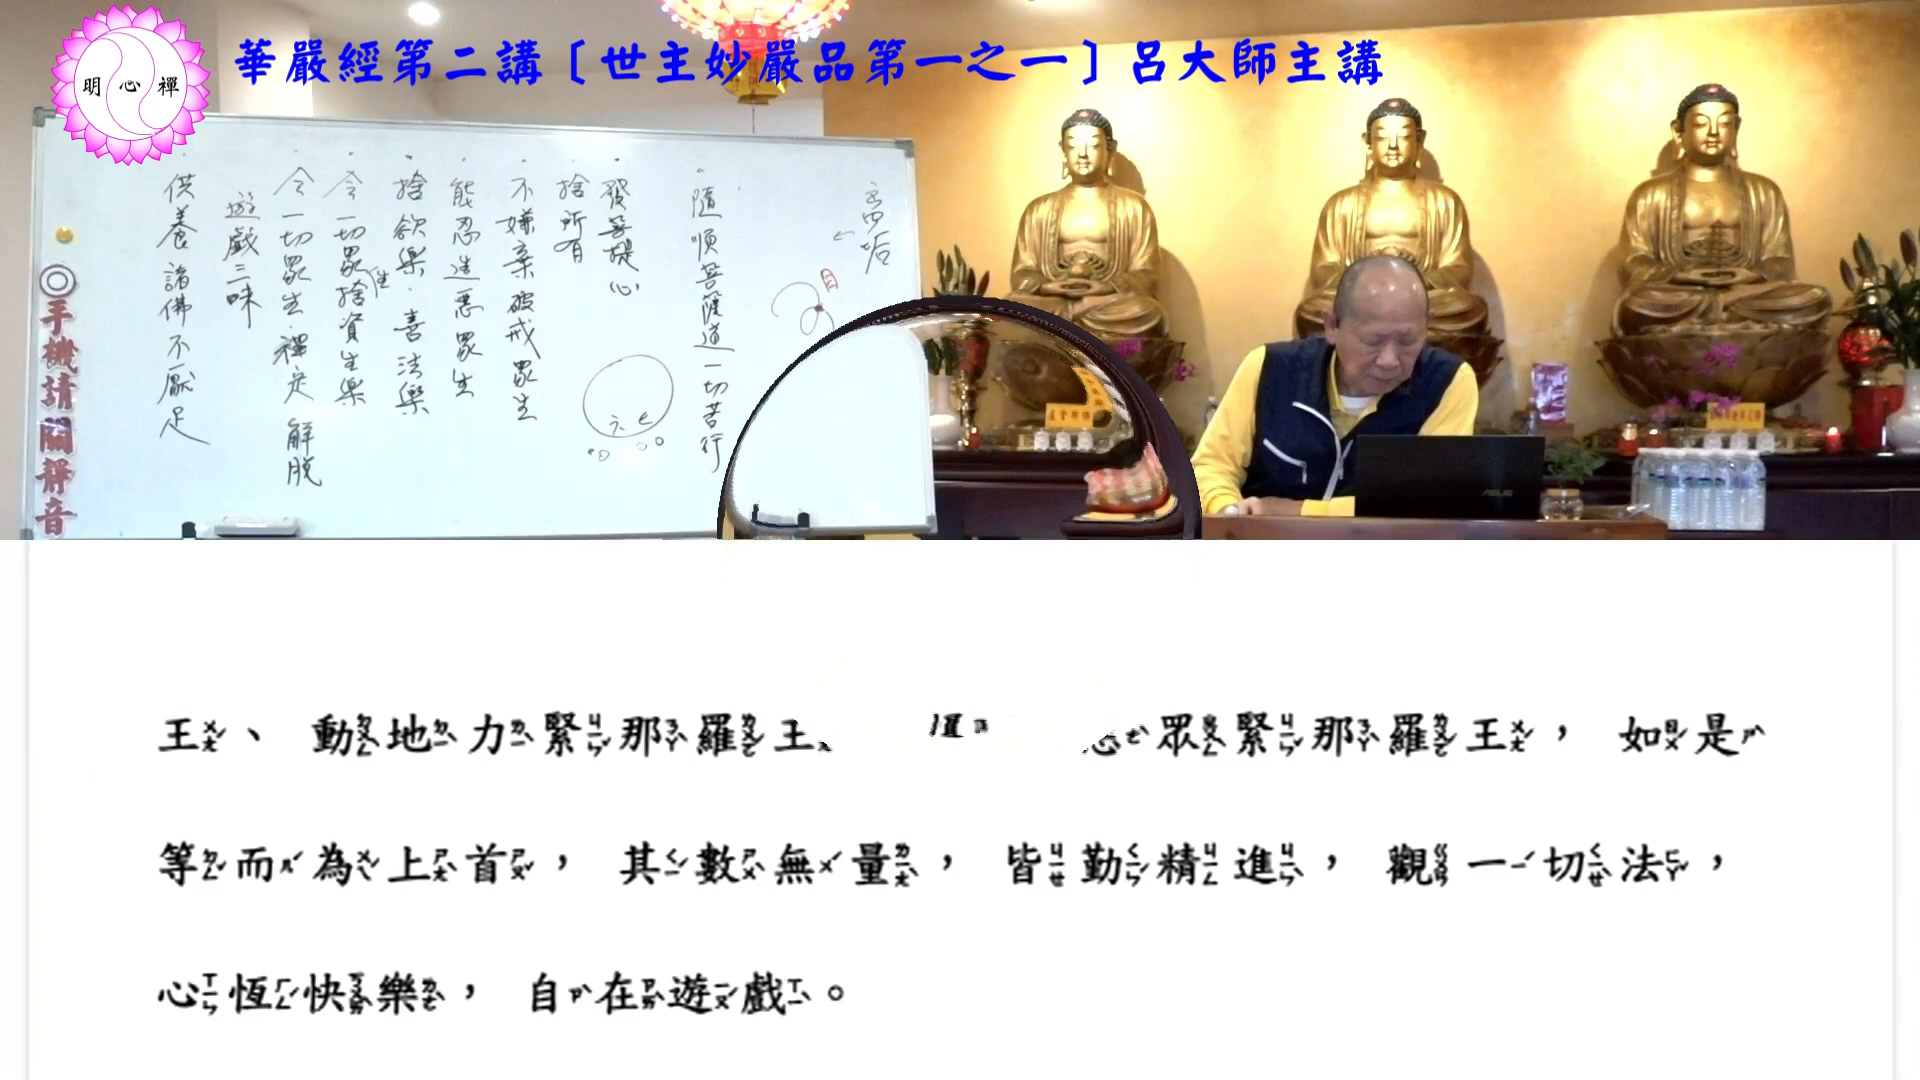 華嚴經第二講〔世主妙嚴品第一之一〕呂大師主講
明心禪
◎手機請關靜音
隨順菩薩道一切苦行
發菩提心
捨所有
不嫌棄破戒眾生
能忍造惡眾生
捨欲樂．善法樂
令一切眾生捨資生樂
令一切眾生禪定 解脫
遊戲三昧
供養諸佛不厭足
王、 動地力緊那羅王 眾緊那羅王， 如是
等而為上首， 其數無量， 皆勤精進， 觀一切法，
心恆快樂， 自在遊戲。